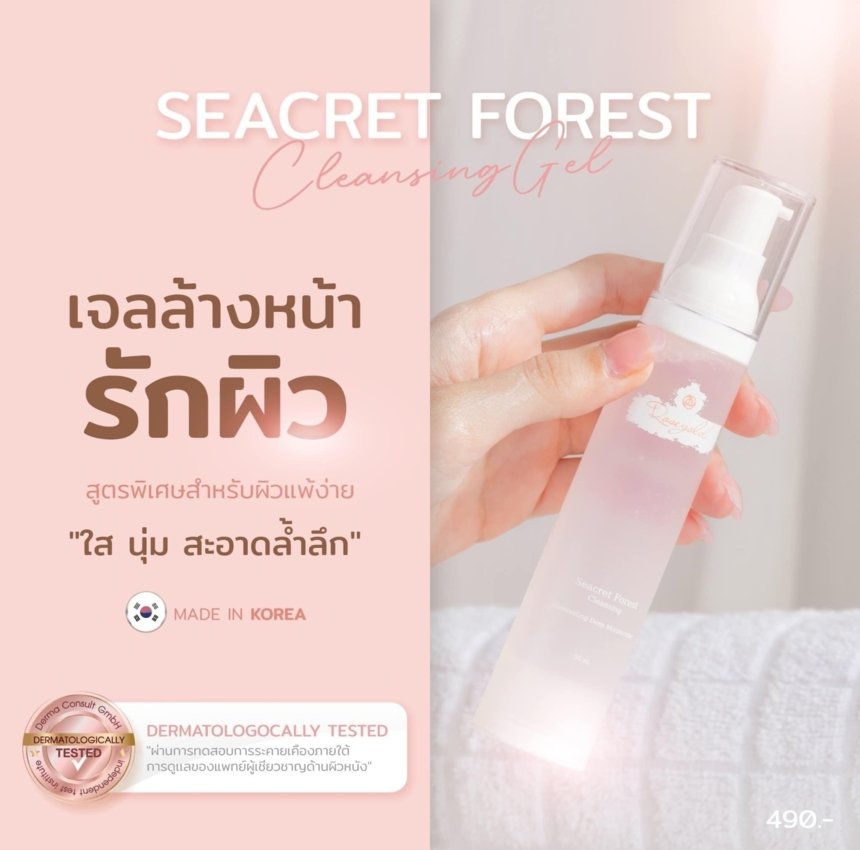 SEACRET FOREST
Cleansing Gel
เจลล้างหน้า
รักผิว
สูตรพิเศษสำหรับผิวแพ้ง่าย
"ใส นุ่ม สะอาดล้ำลึก"
MADE IN KOREA
Derma Consult GmbH
DERMATOLOGICALLY
TESTED
independent test institute
DERMATOLOGOCALLY TESTED
"ผ่านการทดสอบการระคายเคืองภายใต้
การดูแลของแพทย์ผู้เชียวชาญด้านผิวหนัง"
Rosegold
Seacret Forest
Cleansing
490.-